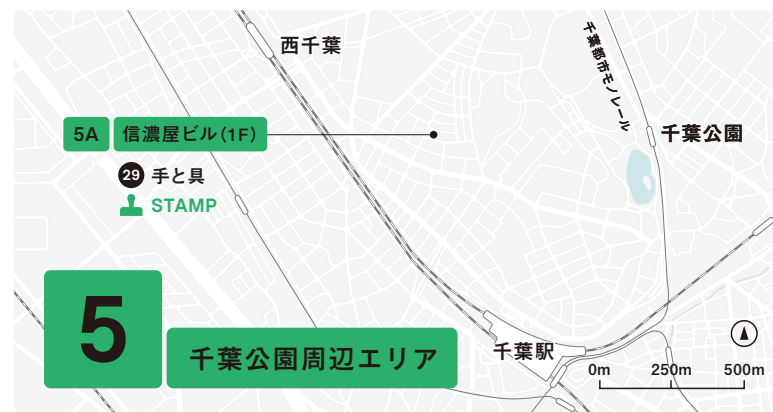 西千葉
千葉都市モノレール
千葉公園
5A 信濃屋ビル(1F)
29 手と具
STAMP
5
千葉公園周辺エリア
千葉駅
0m 250m 500m